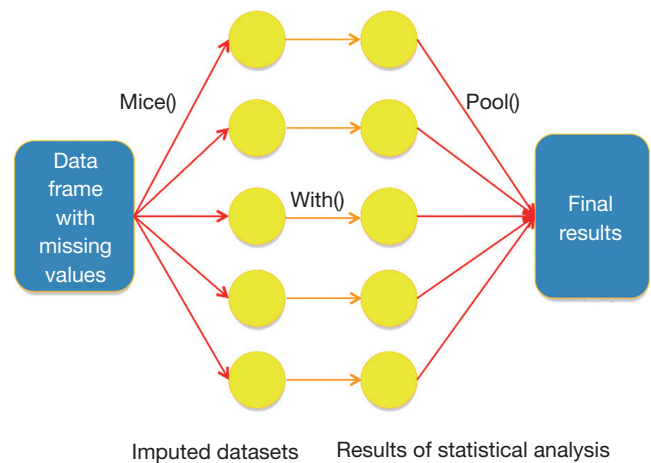 Mice()
Pool()
Data
frame
with
missing
values
With()
Final
results
Imputed datasets
Results of statistical analysis